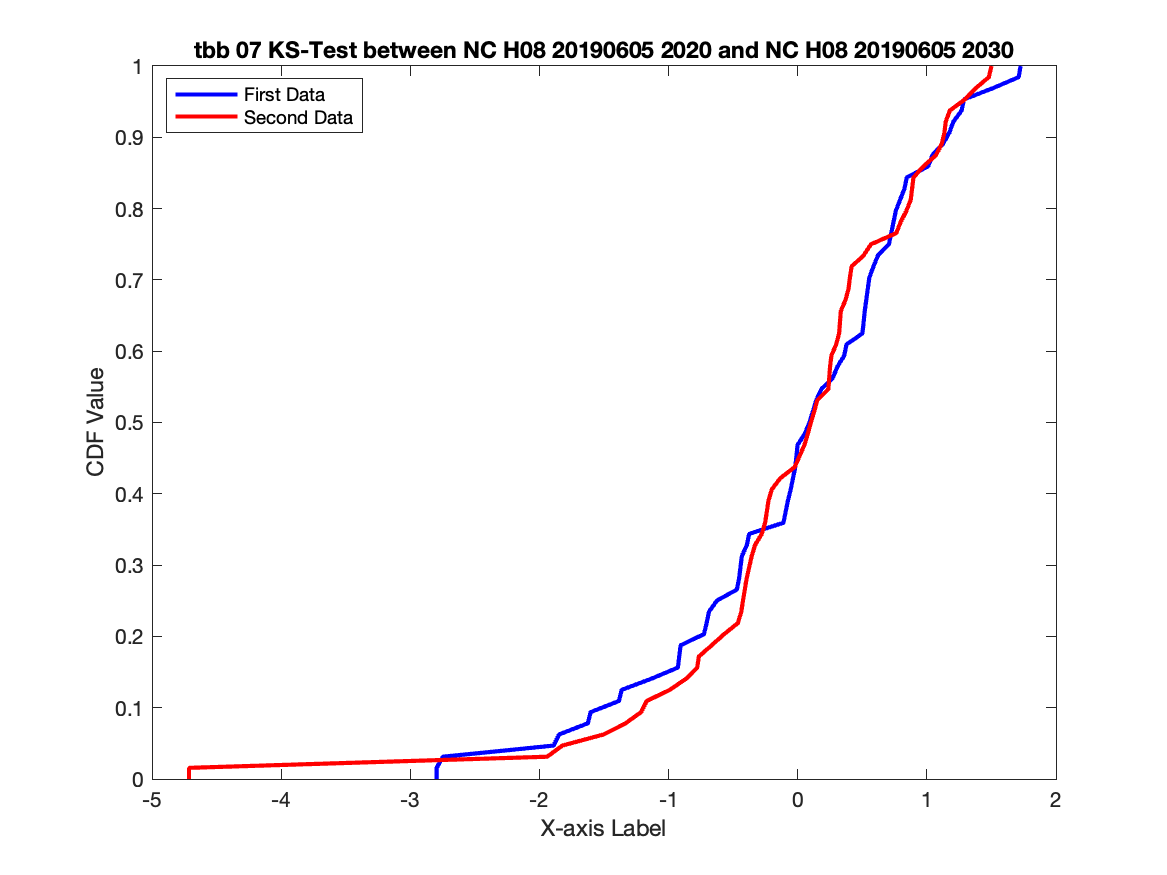 tbb 07 KS-Test between NC H08 20190605 2020 and NC H08 20190605 2030
First Data
Second Data
1
0.9
0.8
0.7
0.6
0.5
0.4
0.3
0.2
0.1
0
CDF Value
-5 -4 -3 -2 -1 0 1 2
X-axis Label